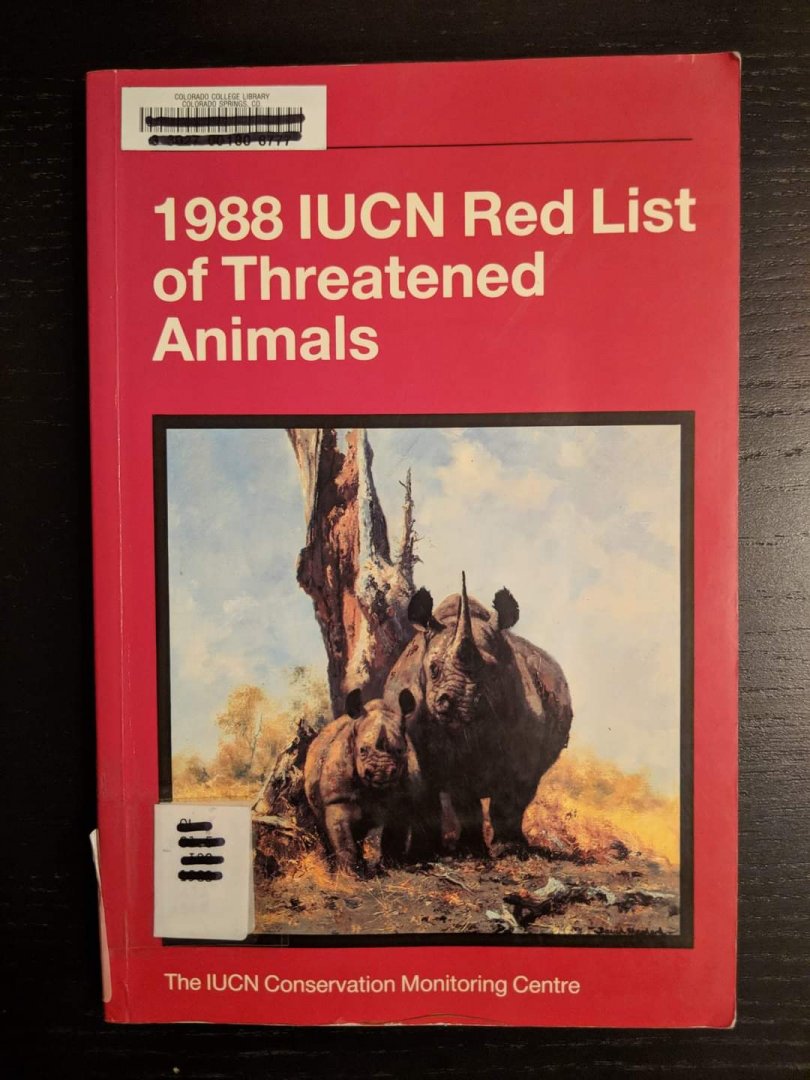 COLORADO COLLEGE LIBRARY
COLORADO SPRINGS, CO.
1988 IUCN Red List
of Threatened
Animals
The IUCN Conservation Monitoring Centre